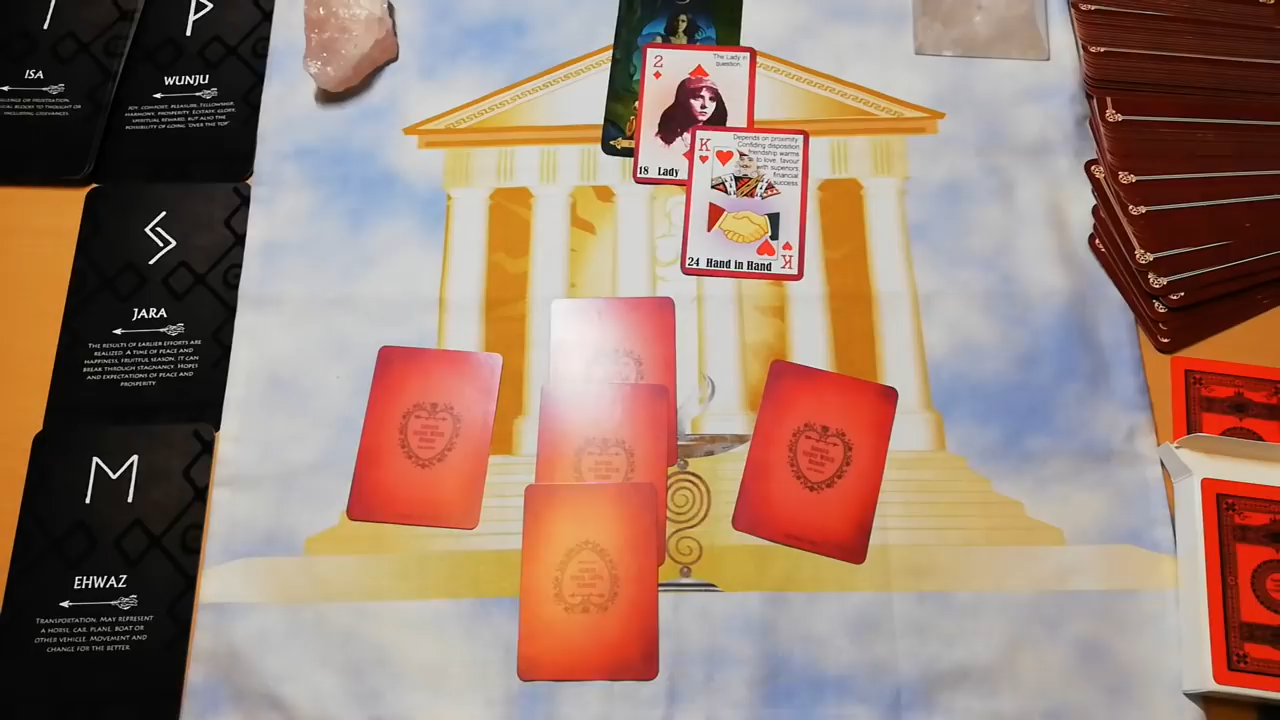 ISA
WUNJU
JOY, COMFORT, PLEASURE, FELLOWSHIP,
HARMONY, PROSPERITY. ECSTASY, GLORY,
SPIRITUAL REWARD, BUT ALSO THE
POSSIBILITY OF GOING 'OVER THE TOP'
JARA
THE RESULTS OF EARLIER EFFORTS ARE
REALIZED. A TIME OF PEACE AND
HAPPINESS, FRUITFUL SEASON. IT CAN
BREAK THROUGH STAGNANCY. HOPES
AND EXPECTATIONS OF PEACE AND
PROSPERITY
EHWAZ
TRANSPORTATION. MAY REPRESENT
A HORSE, CAR, PLANE, BOAT OR
OTHER VEHICLE. MOVEMENT AND
CHANGE FOR THE BETTER.
2
The Lady in
question.
18 Lady
K
Depends on proximity.
Confiding disposition
friendship warms
to love, favour
with superiors,
financial
success.
24 Hand in Hand
K